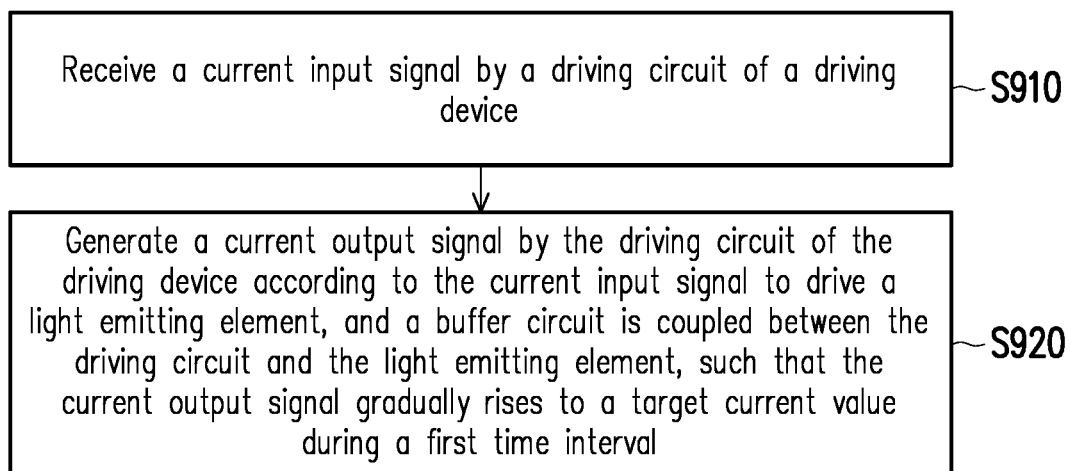 Receive a current input signal by a driving circuit of a driving
device
S910
Generate a current output signal by the driving circuit of the
driving device according to the current input signal to drive a
light emitting element, and a buffer circuit is coupled between the
driving circuit and the light emitting element, such that the
current output signal gradually rises to a target current value
during a first time interval
S920